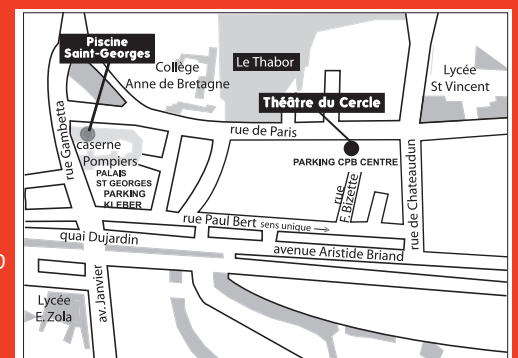 Piscine
Saint-Georges
Collège
Anne de Bretagne
Le Thabor
Lycée
St Vincent
Théâtre du Cercle
rue Gambetta
rue de Paris
caserne
Pompiers
PALAIS
ST GEORGES
PARKING
KLEBER
PARKING CPB CENTRE
rue
F. Bizette
rue de Chateaudun
rue Paul Bert sens unique →
quai Dujardin
avenue Aristide Briand
Lycée
E. Zola
av. Janvier